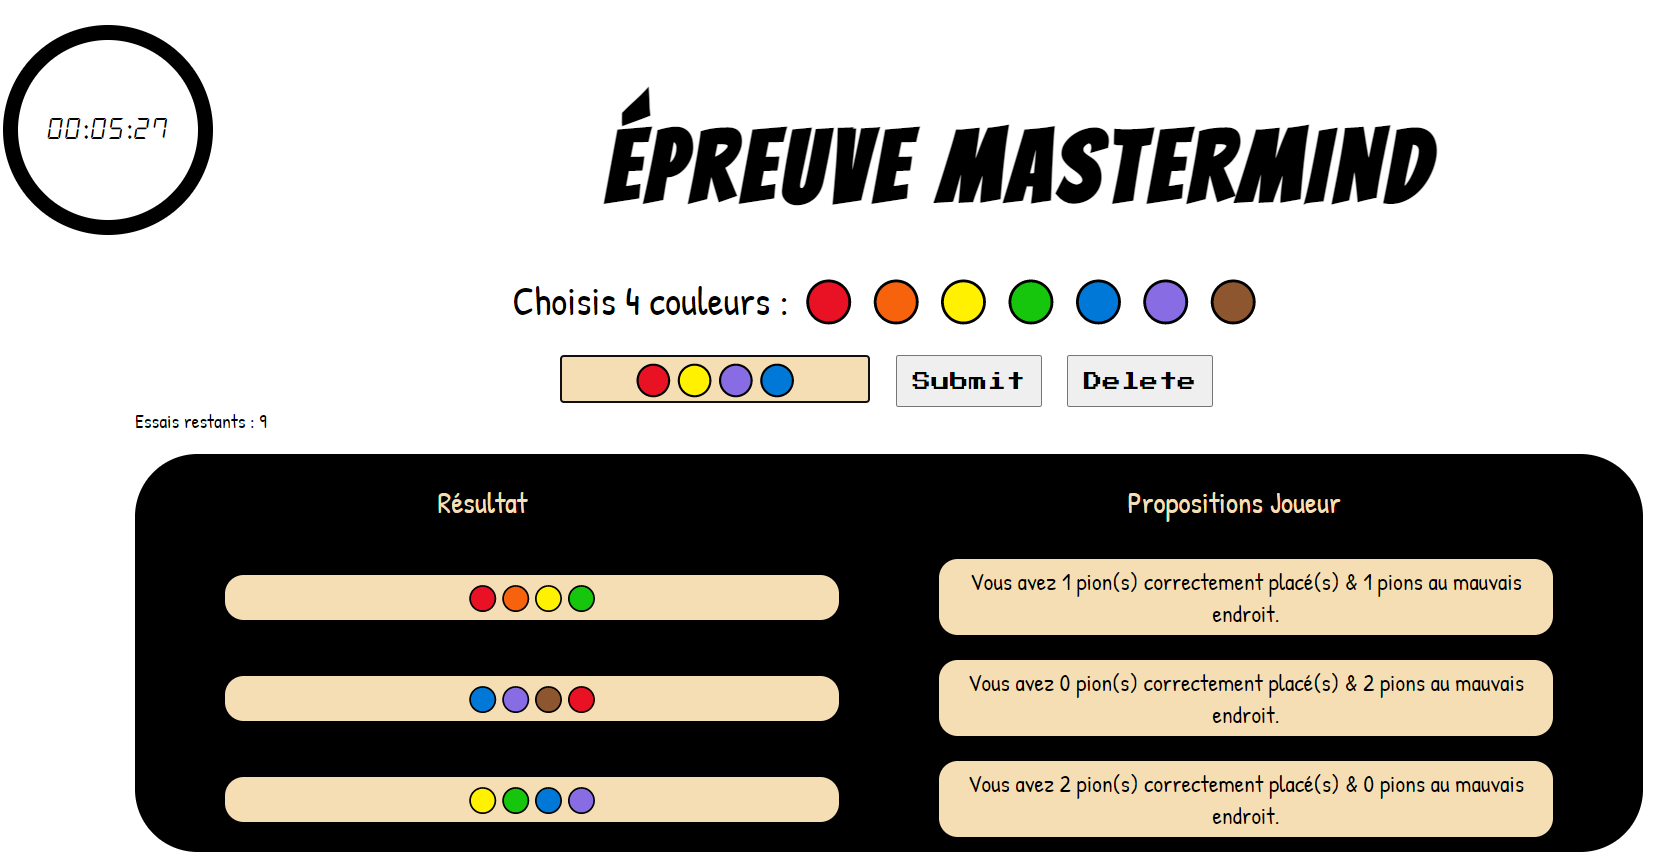 00:05:27
ÉPREUVE MASTERMIND
Choisis 4 couleurs :
Submit
Delete
Essais restants : 9
Résultat
Propositions Joueur
Vous avez 1 pion(s) correctement placé(s) & 1 pions au mauvais
endroit.
Vous avez 0 pion(s) correctement placé(s) & 2 pions au mauvais
endroit.
Vous avez 2 pion(s) correctement placé(s) & 0 pions au mauvais
endroit.